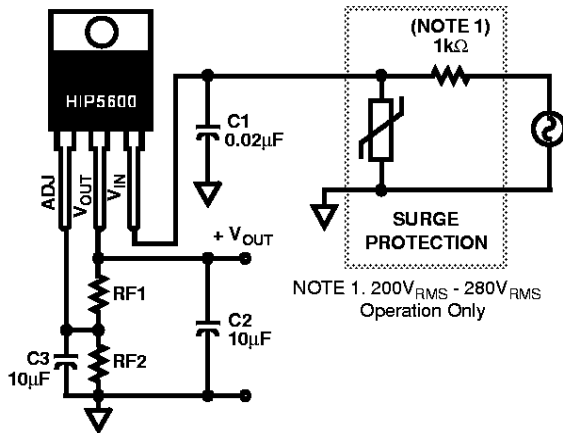 (NOTE 1)
1kΩ
HIP5600
C1
0.02μF
ADJ
VOUT
VIN
SURGE
PROTECTION
+ VOUT
NOTE 1. 200VRMS - 280VRMS
Operation Only
RF1
C2
10μF
C3
10μF
RF2